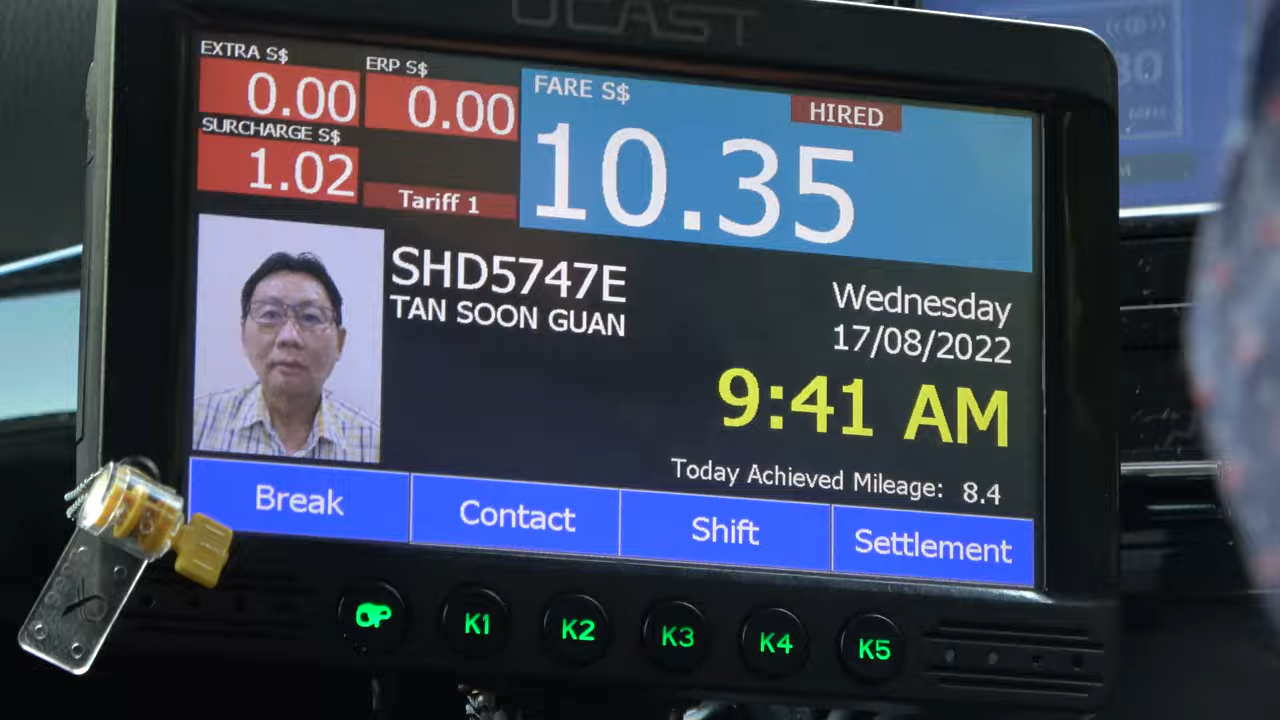 UCAST
EXTRA S$
0.00
ERP S$
0.00
SURCHARGE S$
1.02
Tariff 1
FARE S$
HIRED
10.35
SHD5747E
TAN SOON GUAN
Wednesday
17/08/2022
9:41 AM
Today Achieved Mileage: 8.4
Break
Contact
Shift
Settlement
OP
K1
K2
K3
K4
K5